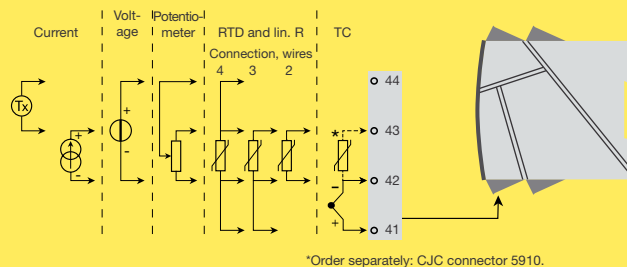 Current
Volt-
age
Potentio-
meter
RTD and lin. R
Connection, wires
4 3 2
TC
Tx
+
-
+
-
*
–
+
44
43
42
41
*Order separately: CJC connector 5910.